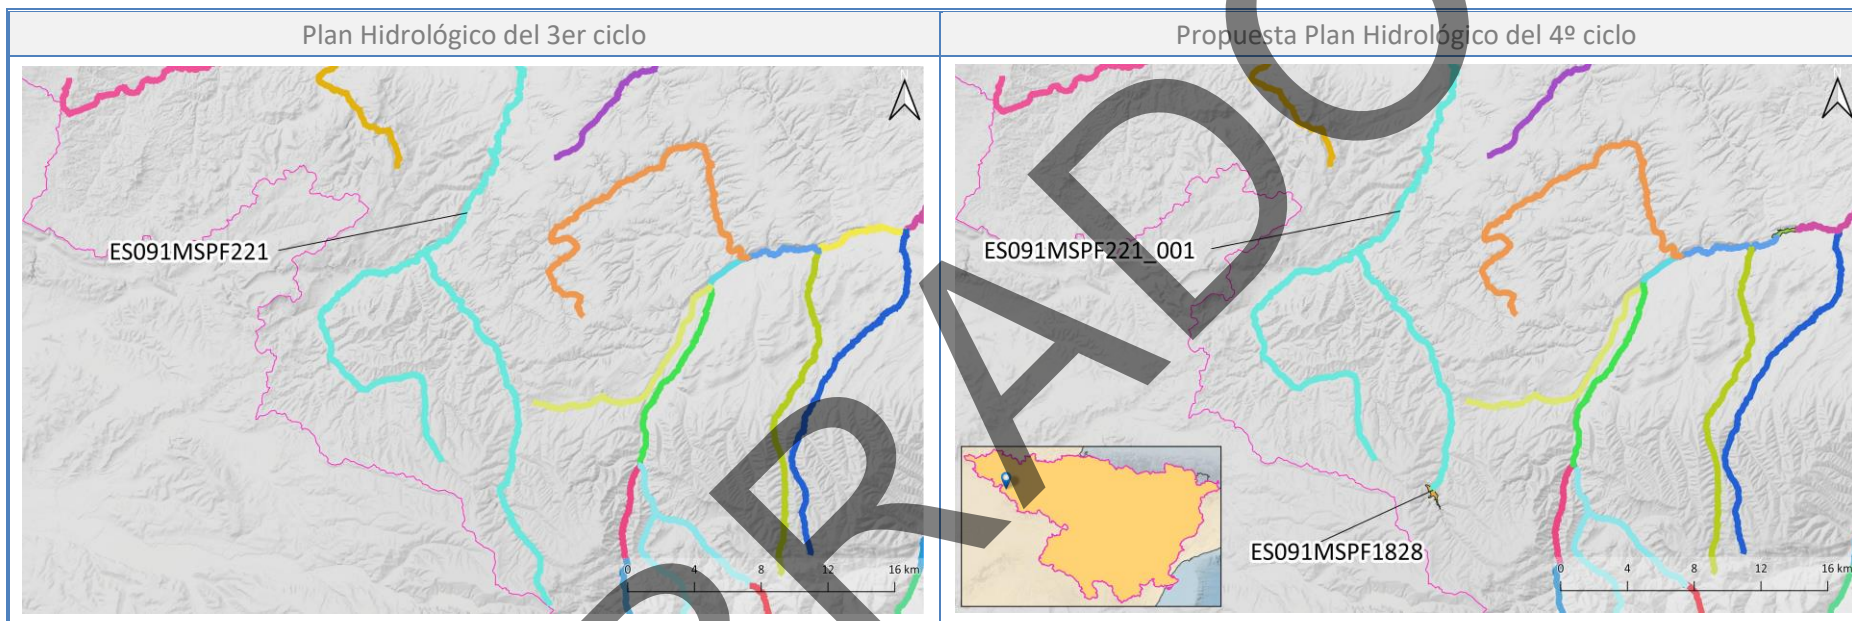 Plan Hidrológico del 3er ciclo
Propuesta Plan Hidrológico del 4º ciclo
ES091MSPF221
0 4 8 12 16 km
ES091MSPF221_001
ES091MSPF1828
0 4 8 12 16 km
RADO